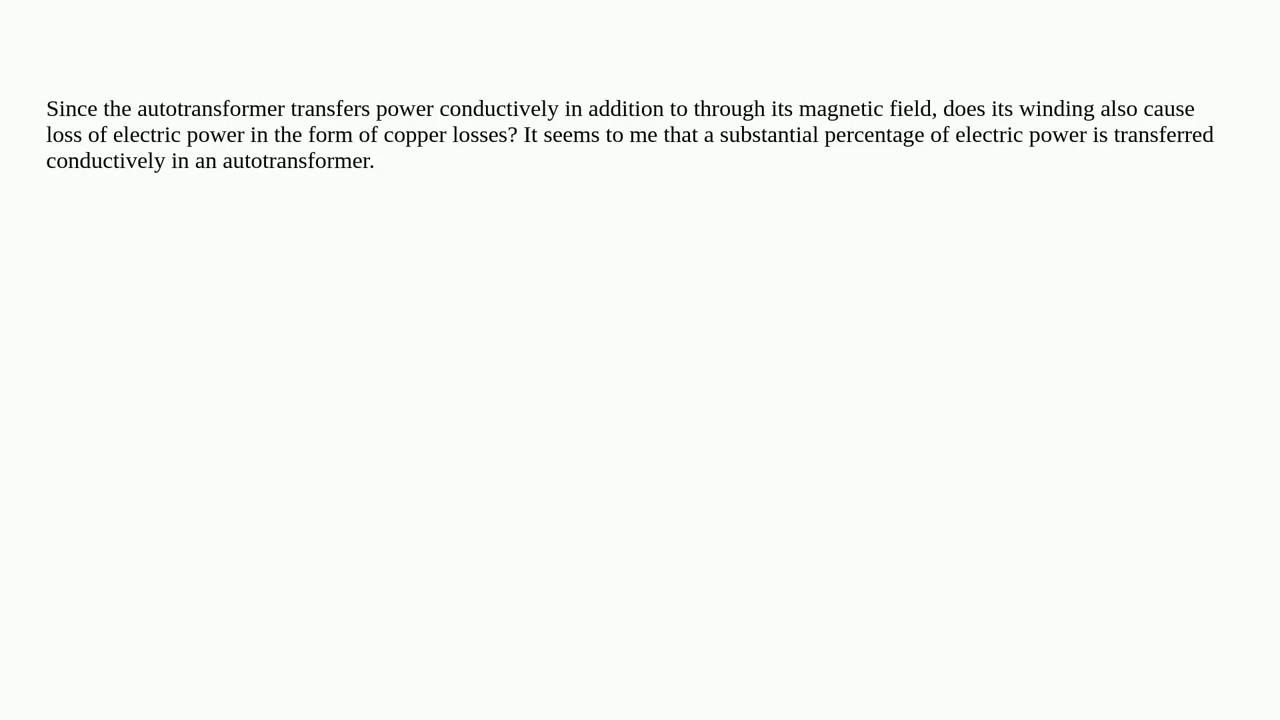 Since the autotransformer transfers power conductively in addition to through its magnetic field, does its winding also cause
loss of electric power in the form of copper losses? It seems to me that a substantial percentage of electric power is transferred
conductively in an autotransformer.